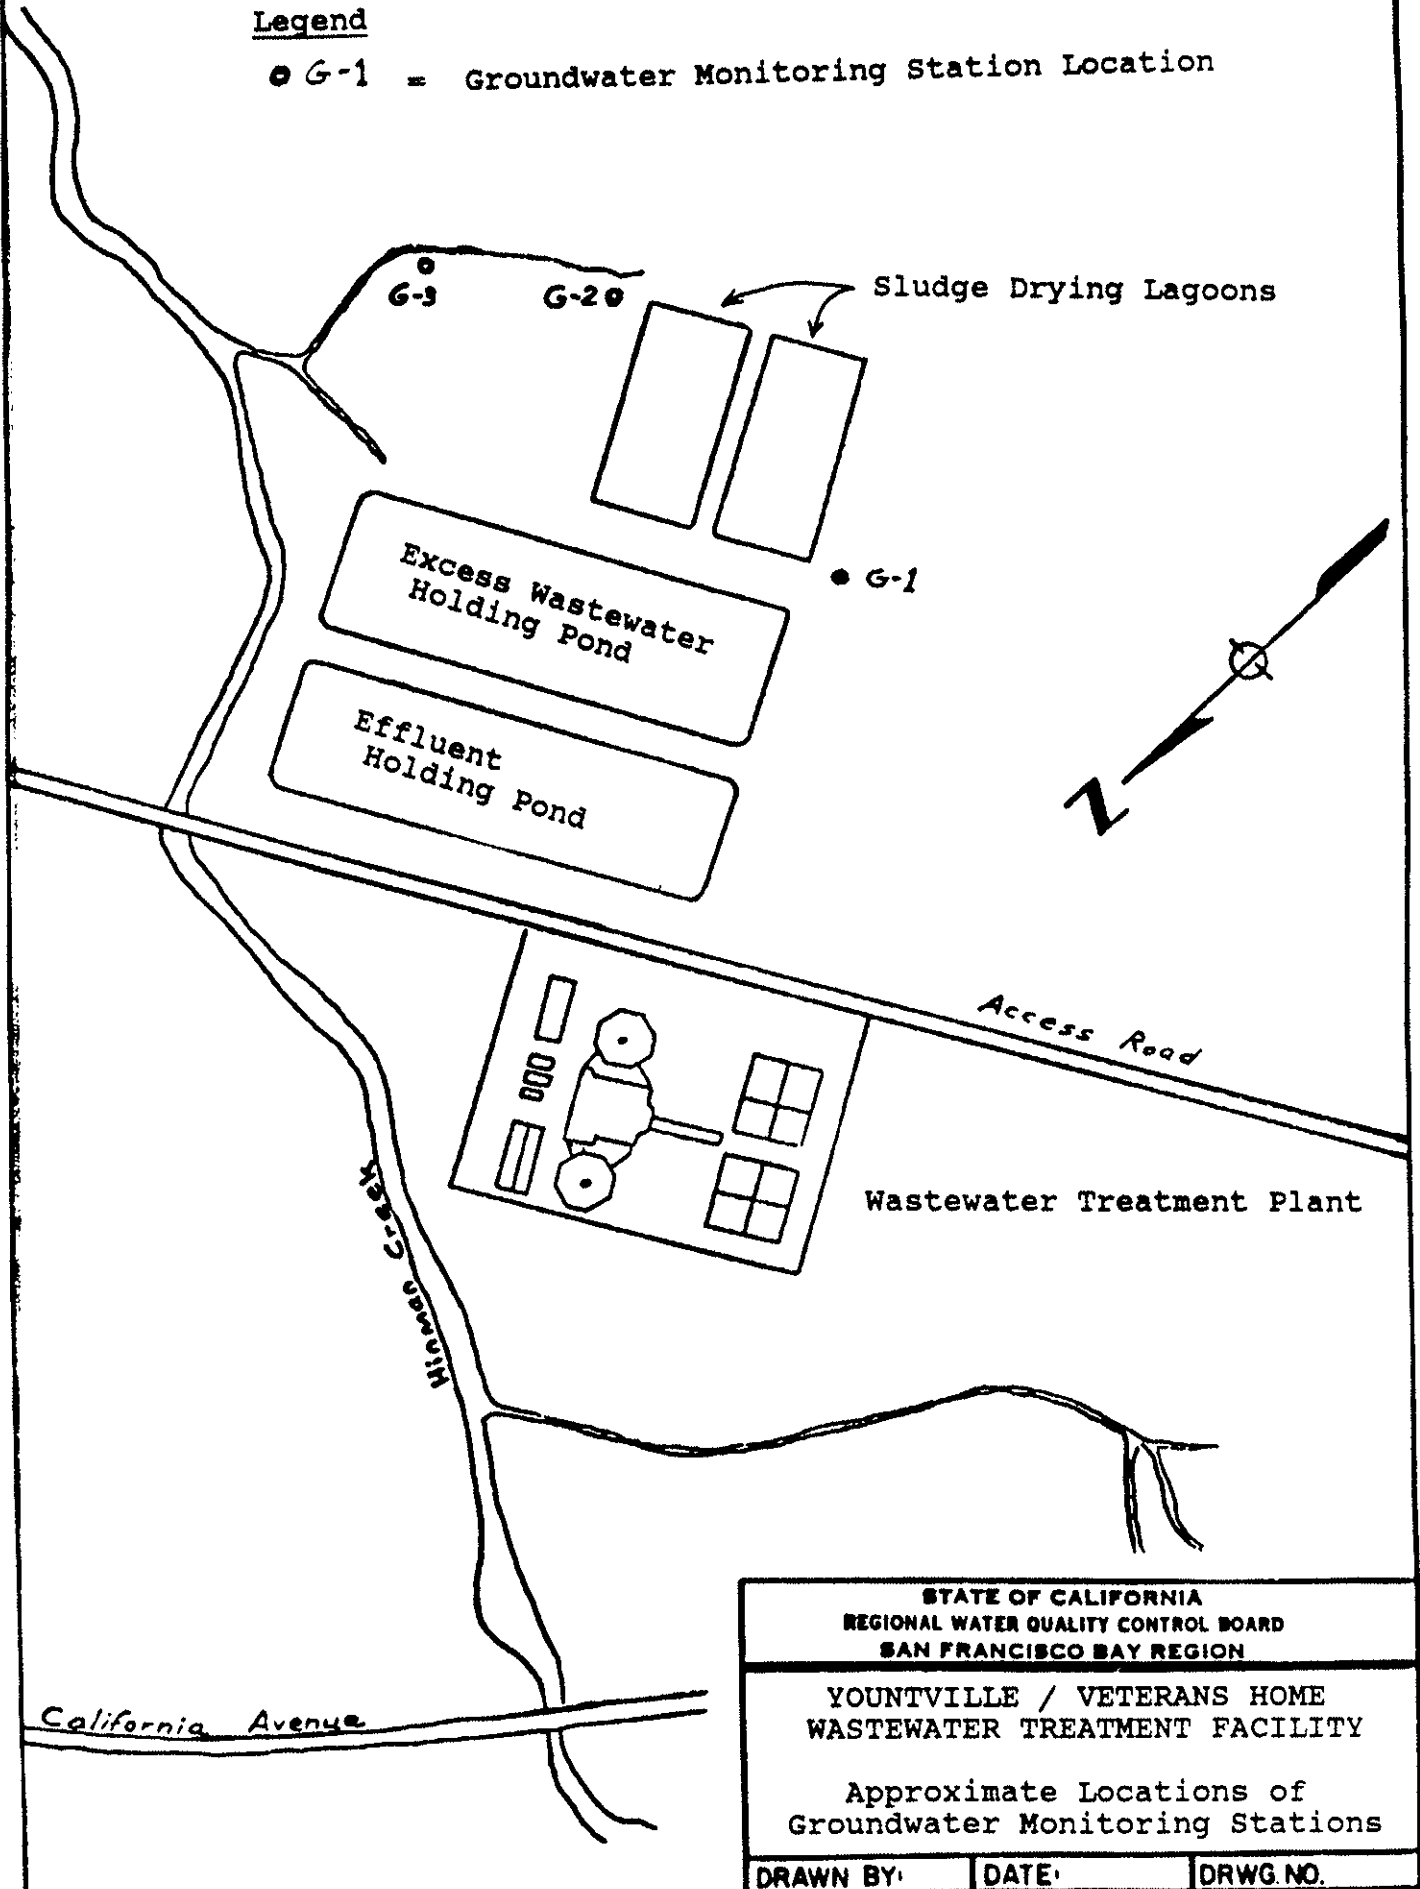 Legend
G-1 = Groundwater Monitoring Station Location
G-3
G-2
Sludge Drying Lagoons
G-1
Excess Wastewater
Holding Pond
Effluent
Holding Pond
N
Access Road
Wastewater Treatment Plant
Hinman Creek
California Avenue
STATE OF CALIFORNIA
REGIONAL WATER QUALITY CONTROL BOARD
SAN FRANCISCO BAY REGION
YOUNTVILLE / VETERANS HOME
WASTEWATER TREATMENT FACILITY
Approximate Locations of
Groundwater Monitoring Stations
DRAWN BY: DATE: DRWG. NO.